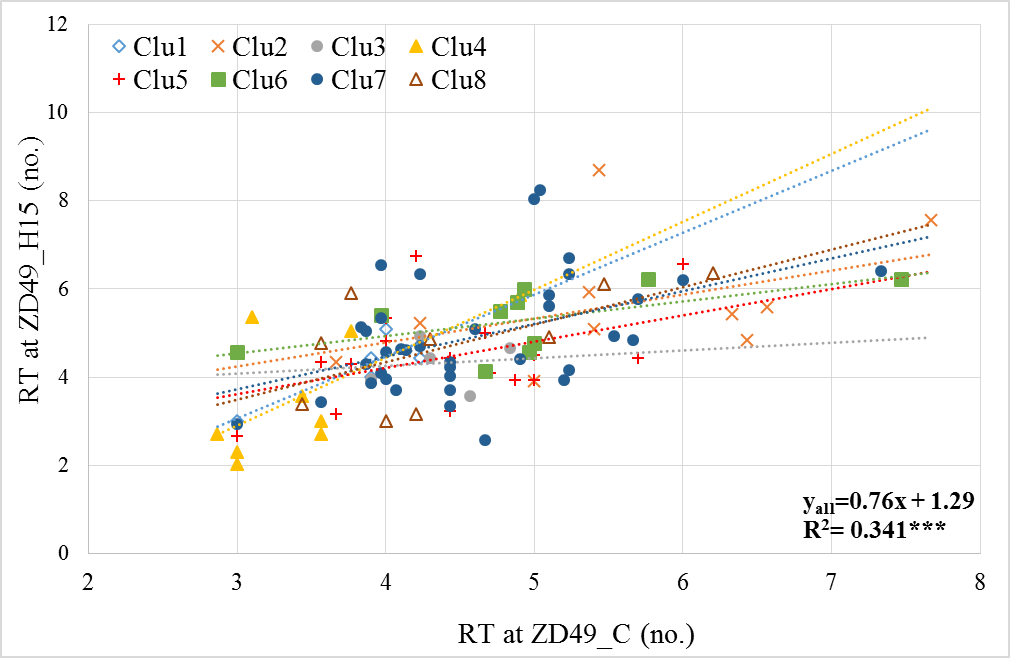 12
10
8
6
4
2
0
RT at ZD49_H15 (no.)
Clu1 Clu2 Clu3 Clu4
Clu5 Clu6 Clu7 Clu8
yall=0.76x + 1.29
R2= 0.341***
2 3 4 5 6 7 8
RT at ZD49_C (no.)